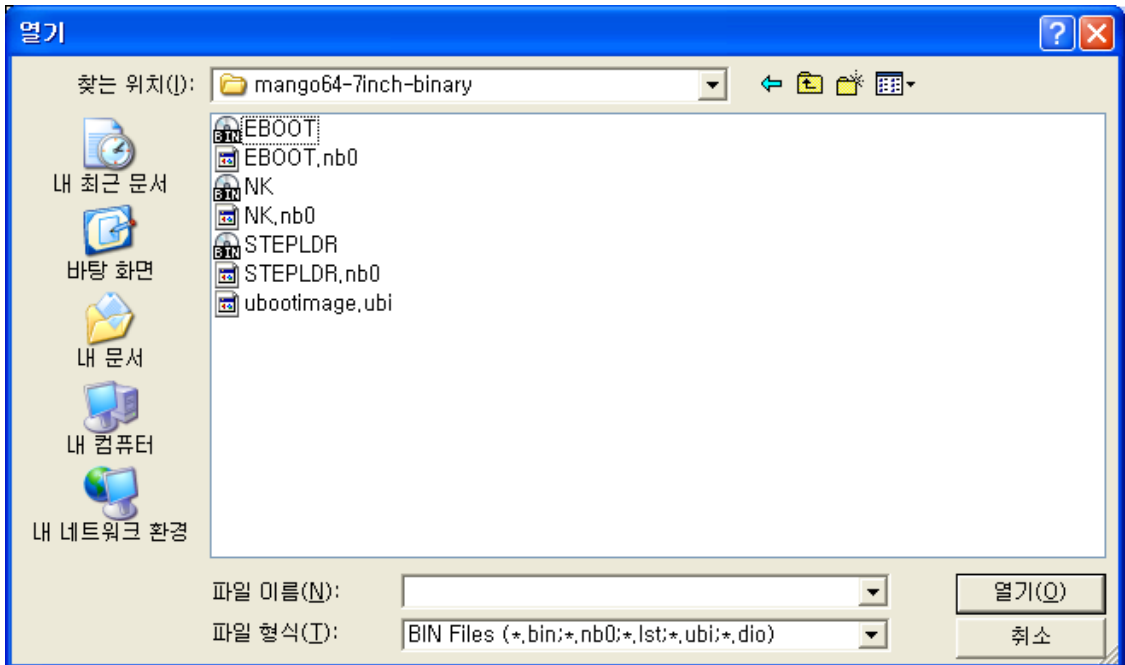 열기
찾는 위치(I):
mango64-7inch-binary
EBOOT
EBOOT.nb0
NK
NK.nb0
STEPLDR
STEPLDR.nb0
ubootimage.ubi
내 최근 문서
바탕 화면
내 문서
내 컴퓨터
내 네트워크 환경
파일 이름(N):
열기(O)
파일 형식(T):
BIN Files (*.bin;*.nb0;*.lst;*.ubi;*.dio)
취소